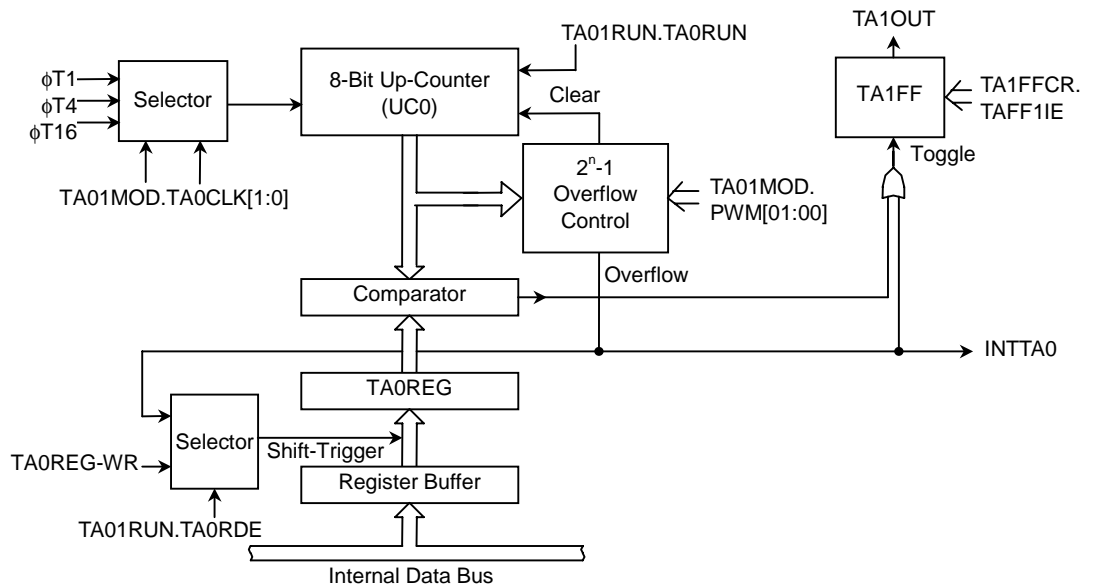 TA1OUT
TA01RUN.TA0RUN
ϕT1
ϕT4
ϕT16
Selector
8-Bit Up-Counter
(UC0)
Clear
TA1FF
TA1FFCR.
TAFF1IE
Toggle
TA01MOD.TA0CLK[1:0]
2ⁿ-1
Overflow
Control
TA01MOD.
PWM[01:00]
Overflow
Comparator
INTTA0
TA0REG
Selector
Shift-Trigger
TA0REG-WR
Register Buffer
TA01RUN.TA0RDE
Internal Data Bus